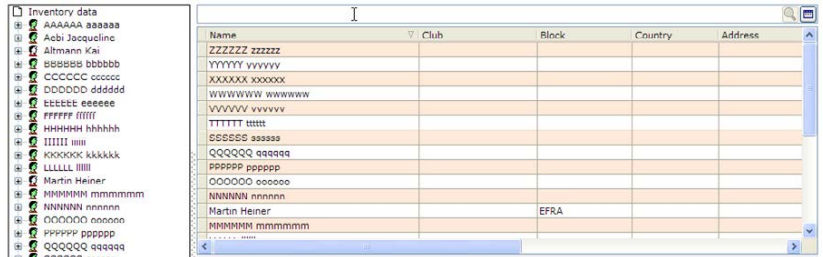 Inventory data
AAAAAA aaaaaa
Aebi Jacqueline
Altmann Kai
BBBBBB bbbbbb
CCCCCC cccccc
DDDDDD dddddd
EEEEEE eeeeee
FFFFFF ffffff
HHHHHH hhhhhh
IIIIII iiiiii
KKKKKK kkkkkk
LLLLLL llllll
Martin Heiner
MMMMMM mmmmmm
NNNNNN nnnnnn
OOOOOO oooooo
PPPPPP pppppp
QQQQQQ qqqqqq
Name Club Block Country Address
ZZZZZZ zzzzzz
YYYYYY yyyyyy
XXXXXX xxxxxx
WWWWWW wwwwww
VVVVVV vvvvvv
TTTTTT tttttt
SSSSSS ssssss
QQQQQQ qqqqqq
PPPPPP pppppp
OOOOOO oooooo
NNNNNN nnnnnn
Martin Heiner EFRA
MMMMMM mmmmmm